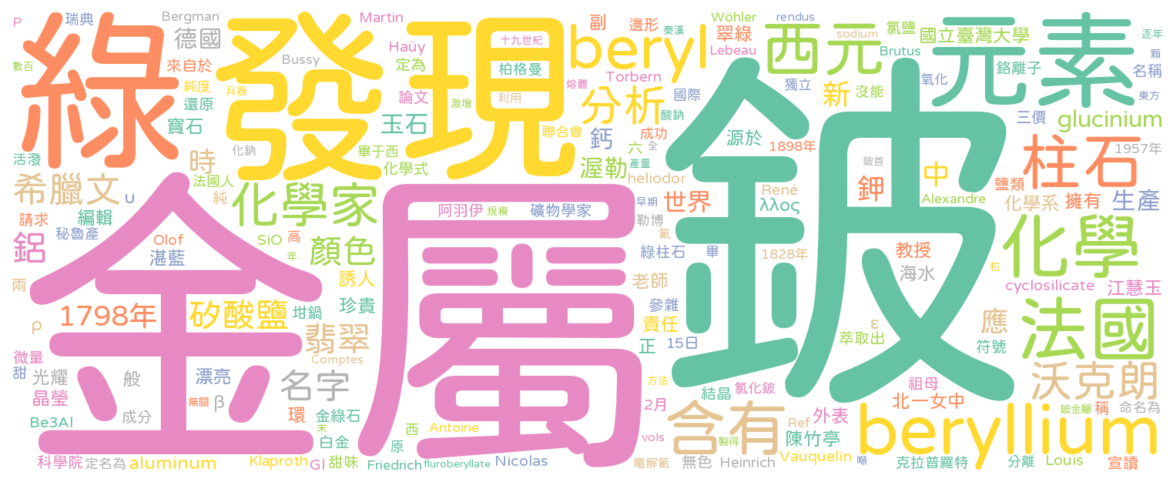 P 瑞典 Bergman 德國 Martin 副 邊形 秦漢 Wöhler rendus
綠 發現 beryl 西元 元素
Haüy 翠綠 氯鹽 sodium 國立臺灣大學 逐年
數百 來自於 Bussy 定為 十九世紀 Lebeau Brutus 鉻離子 顆
純度 柏格曼 Torbern 名稱
兵器 還原 論文 熔體 利用 分析 國際 獨立 氧化 新 沒能 東方
寶石 玉石 激增 聯合會 鈣 酸鈉 三價 glucinium
活潑 化鈉 畢于西 成功 源於 1898年 1957年
時 化學式 六 全 產量 鈹首 鹽類 柱石
希臘文 法國人 渥勒 heliodor 鉀 中 化學系 擁有 生產
υ 化學家 純 René Alexandre
請求 編輯 阿羽伊 規模 礦物學家 早期 世界 λλος
秘魯產 SiO 高 勒博 氰
鋁 Olof 年 顏色 綠柱石 畢 1828年 教授 化學
湛藍 誘人 老師 海水 粒 cyclosilicate 江慧玉
兩 坩鍋 珍貴 參雜 應
1798年 矽酸鹽 責任 ε 法國
ρ 翡翠 正 15日 萃取出 符號
微量 Comptes
甜 光耀 般 漂亮 名字 結晶 氯化鈹 祖母 沃克朗
晶瑩 成分 無關 β 環 金綠石 方法 2月 北一女中 稱 鈹金屬 命名為
Be3Al 末 白金 西 Antoine 金屬 含有 Ref 外表 鈹 beryllium
原 vols 製得 陳竹亭
科學院 定名為 aluminum Klaproth GI 甜味 Friedrich fluroberyllate Nicolas 電解氰 無色 Heinrich Vauquelin 噸 克拉普羅特 分離 Louis 宣讀